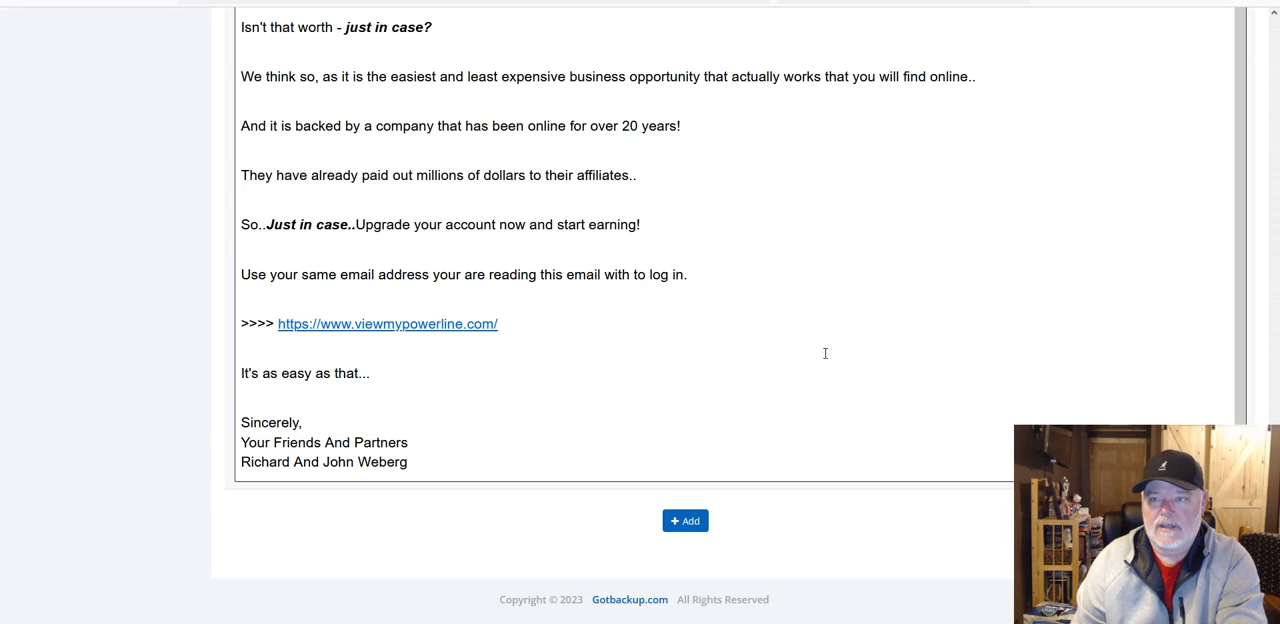 Isn't that worth - just in case?
We think so, as it is the easiest and least expensive business opportunity that actually works that you will find online..
And it is backed by a company that has been online for over 20 years!
They have already paid out millions of dollars to their affiliates..
So..Just in case..Upgrade your account now and start earning!
Use your same email address your are reading this email with to log in.
>>>> https://www.viewmypowerline.com/
It's as easy as that...
Sincerely,
Your Friends And Partners
Richard And John Weberg
+ Add
Copyright © 2023 Gotbackup.com All Rights Reserved